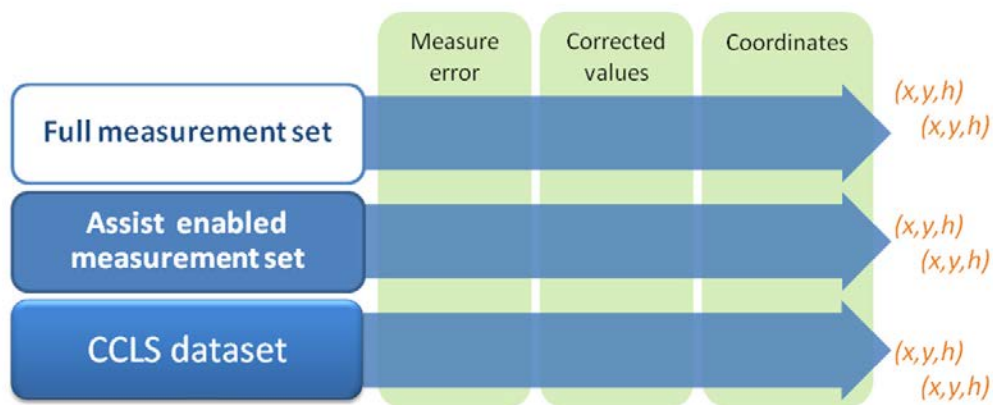 Measure
error
Corrected
values
Coordinates
Full measurement set
(x,y,h)
(x,y,h)
Assist enabled
measurement set
(x,y,h)
(x,y,h)
CCLS dataset
(x,y,h)
(x,y,h)